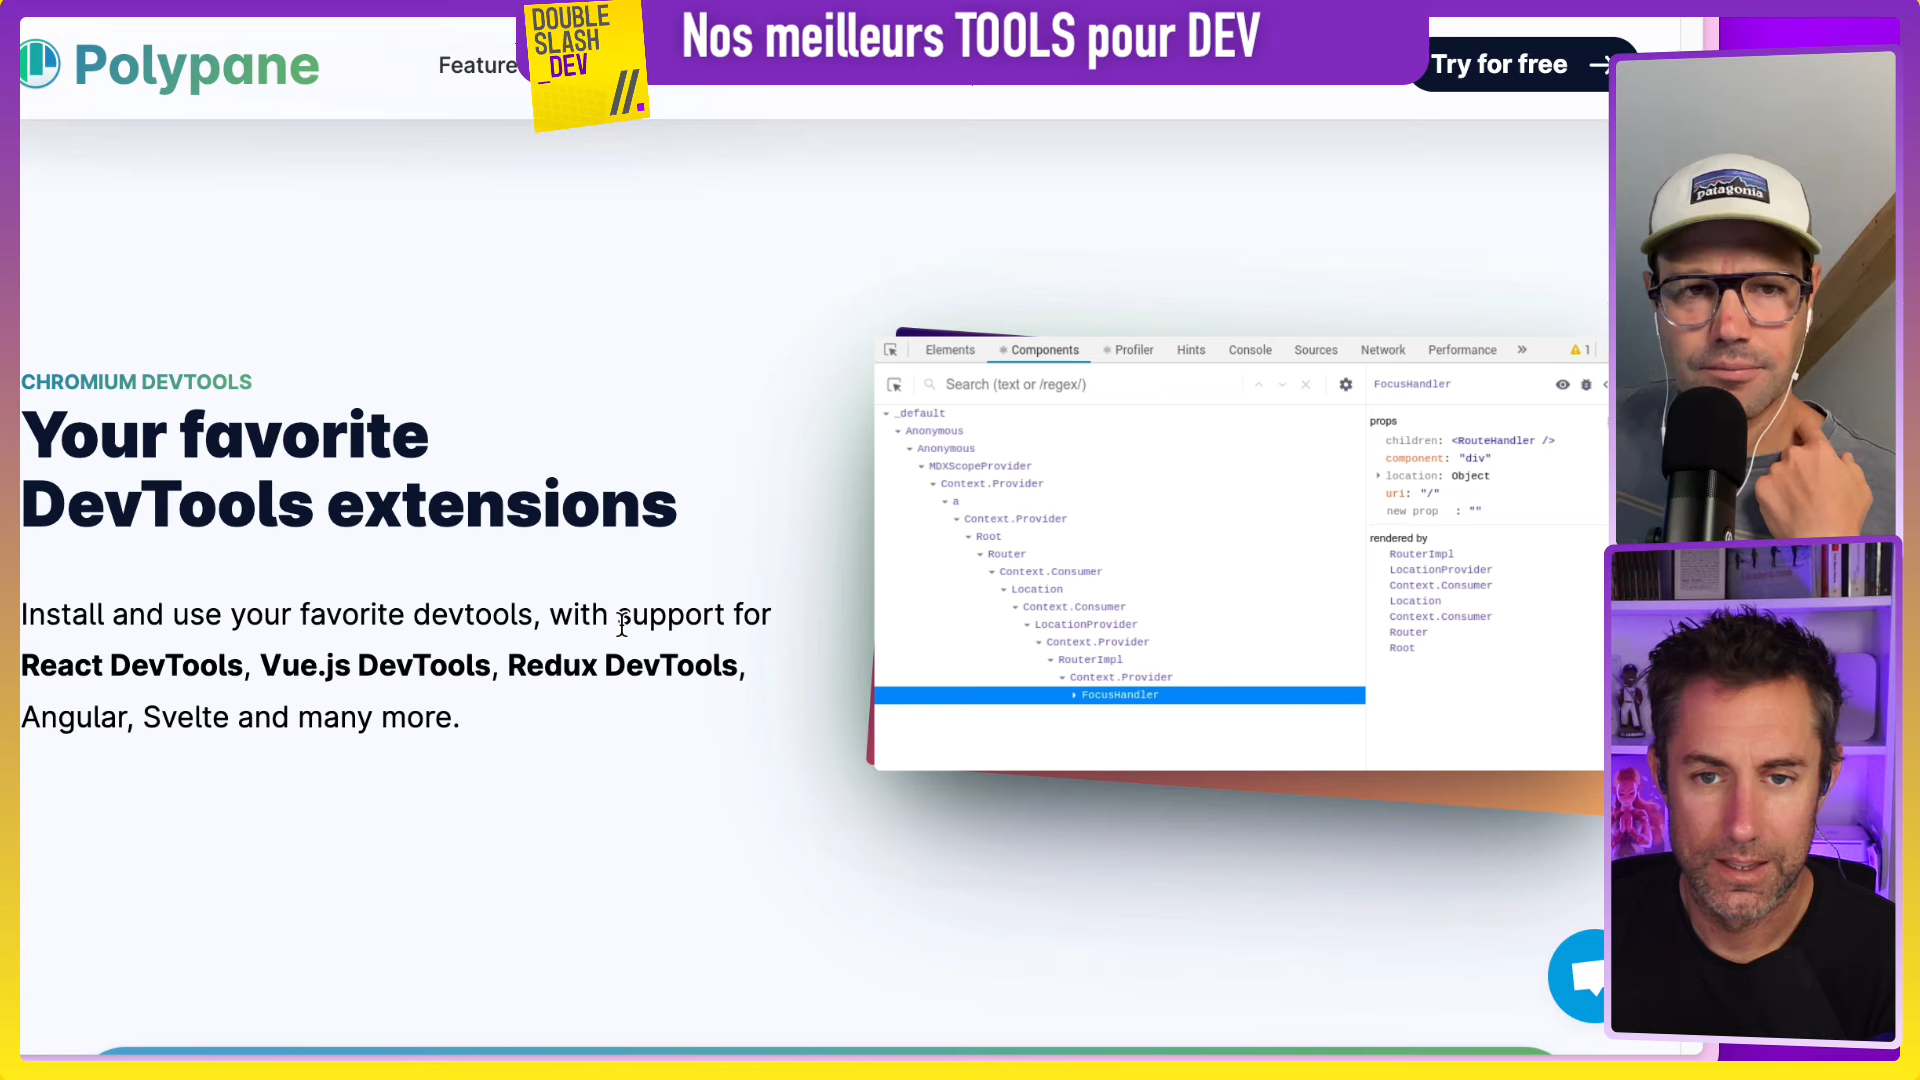 Nos meilleurs TOOLS pour DEV
DOUBLE
SLASH
_DEV
//.
Polypane
Feature
Try for free
patagonia
CHROMIUM DEVTOOLS
Your favorite
DevTools extensions
Install and use your favorite devtools, with support for
React DevTools, Vue.js DevTools, Redux DevTools,
Angular, Svelte and many more.
Elements Components Profiler Hints Console Sources Network Performance » 1
Search (text or /regex/)
_default
Anonymous
Anonymous
MDXScopeProvider
Context.Provider
a
Context.Provider
Root
Router
Context.Consumer
Location
Context.Consumer
LocationProvider
Context.Provider
RouterImpl
Context.Provider
FocusHandler
FocusHandler
props
children: <RouteHandler />
component: "div"
location: Object
uri: "/"
new prop : ""
rendered by
RouterImpl
LocationProvider
Context.Consumer
Location
Context.Consumer
Router
Root